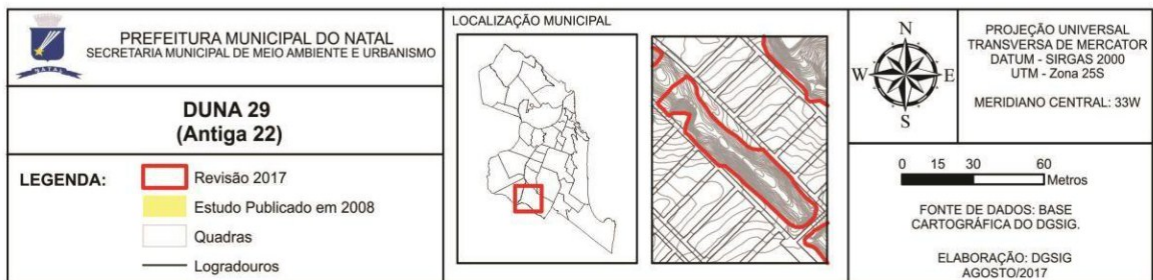 PREFEITURA MUNICIPAL DO NATAL
SECRETARIA MUNICIPAL DE MEIO AMBIENTE E URBANISMO
NATAL
DUNA 29
(Antiga 22)
LEGENDA:
Revisão 2017
Estudo Publicado em 2008
Quadras
Logradouros
LOCALIZAÇÃO MUNICIPAL
N
W
E
S
PROJEÇÃO UNIVERSAL
TRANSVERSA DE MERCATOR
DATUM - SIRGAS 2000
UTM - Zona 25S
MERIDIANO CENTRAL: 33W
0 15 30 60
Metros
FONTE DE DADOS: BASE
CARTOGRÁFICA DO DGSIG.
ELABORAÇÃO: DGSIG
AGOSTO/2017